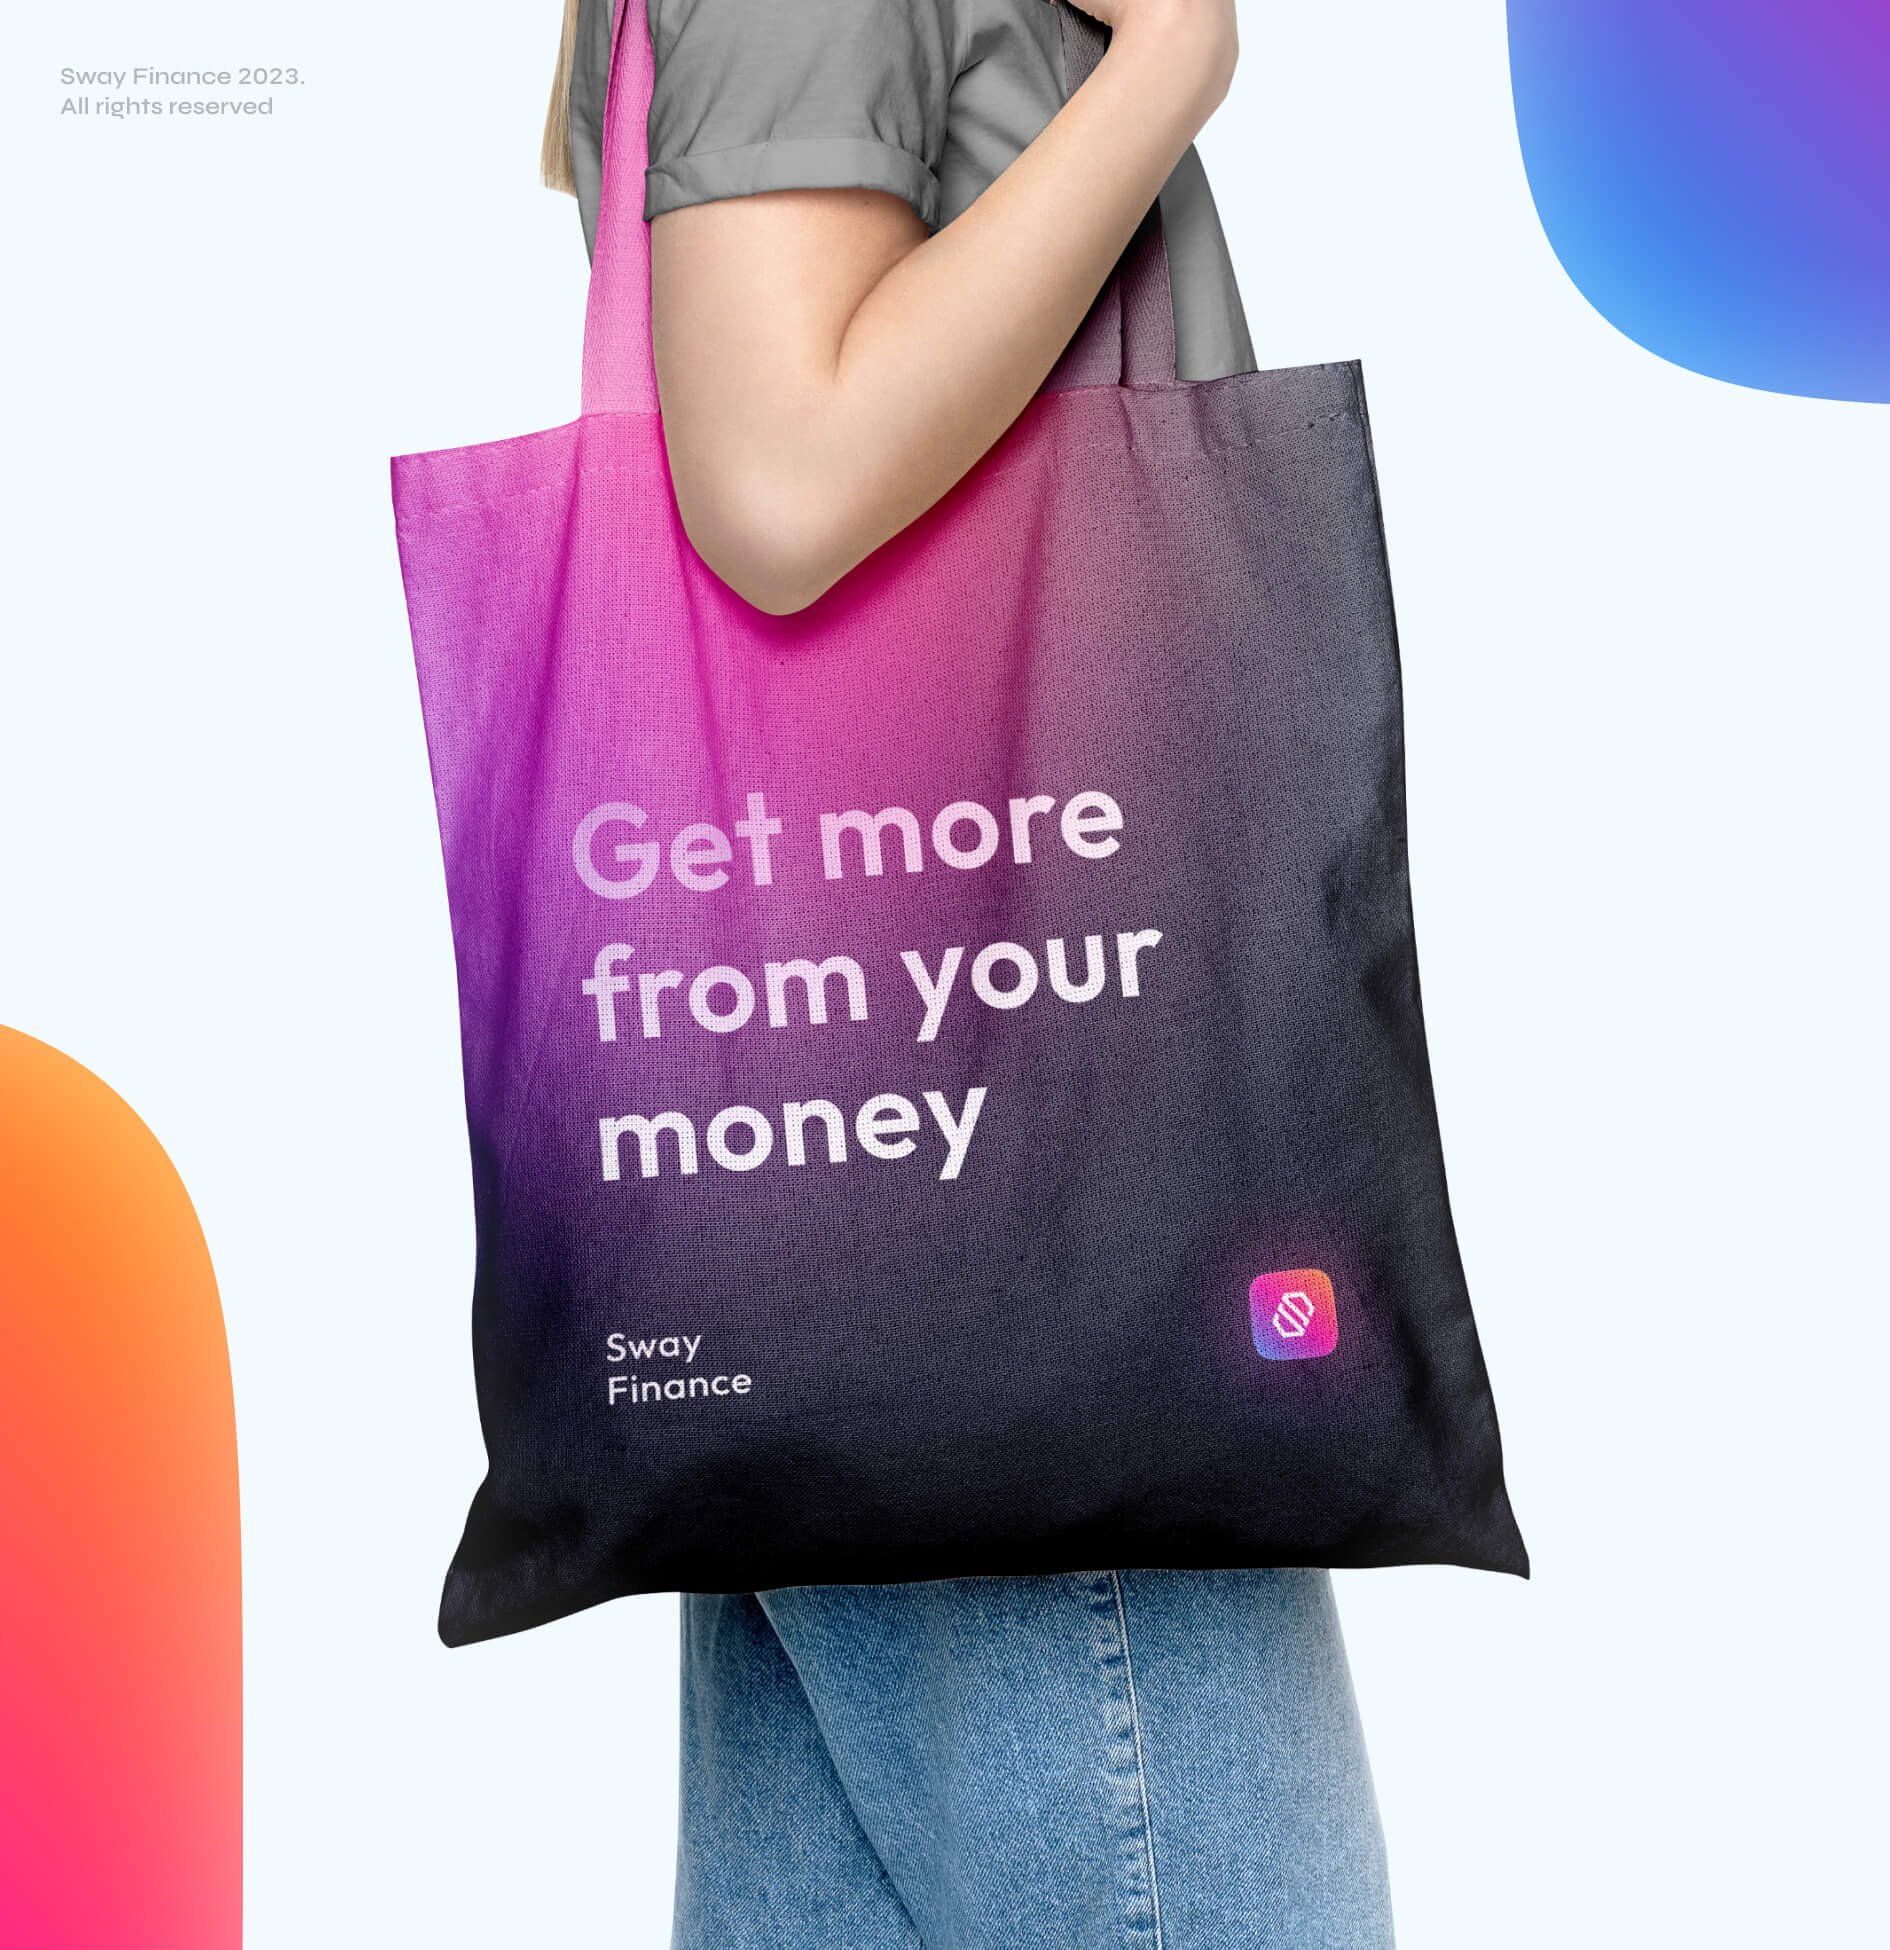 Sway Finance 2023.
All rights reserved
Get more
from your
money
Sway
Finance